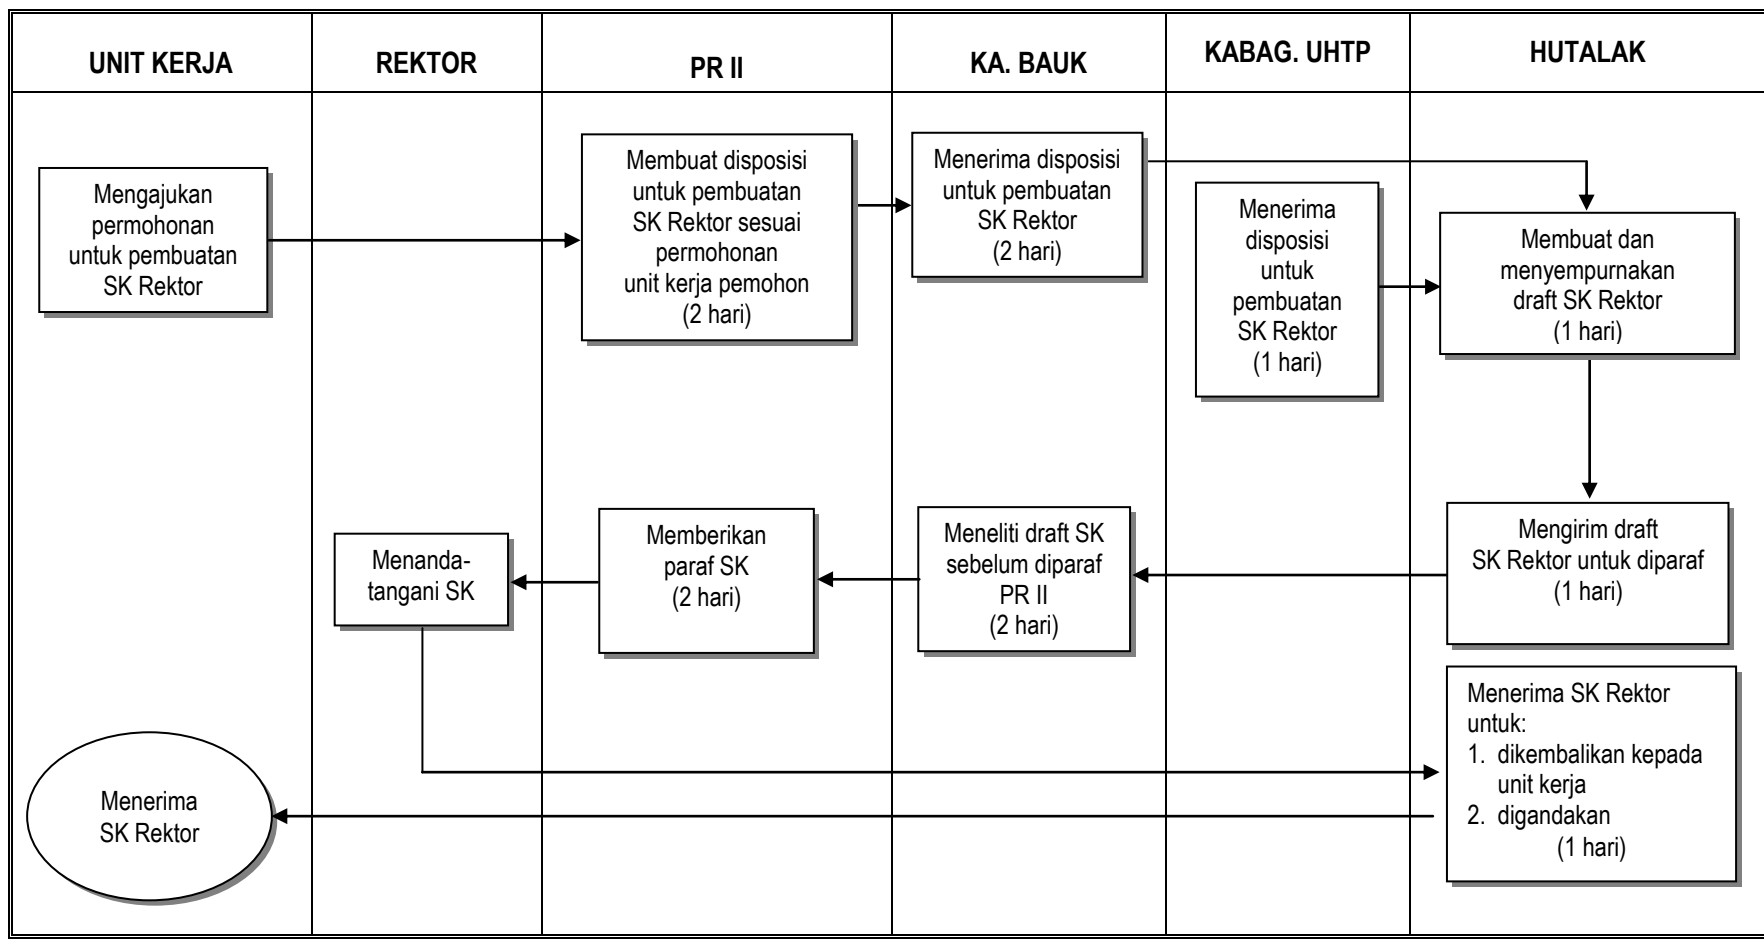 UNIT KERJA
REKTOR
PR II
KA. BAUK
KABAG. UHTP
HUTALAK
Mengajukan
permohonan
untuk pembuatan
SK Rektor
Membuat disposisi
untuk pembuatan
SK Rektor sesuai
permohonan
unit kerja pemohon
(2 hari)
Menerima disposisi
untuk pembuatan
SK Rektor
(2 hari)
Menerima
disposisi
untuk
pembuatan
SK Rektor
(1 hari)
Membuat dan
menyempurnakan
draft SK Rektor
(1 hari)
Menanda-
tangani SK
Memberikan
paraf SK
(2 hari)
Meneliti draft SK
sebelum diparaf
PR II
(2 hari)
Mengirim draft
SK Rektor untuk diparaf
(1 hari)
Menerima
SK Rektor
Menerima SK Rektor
untuk:
1. dikembalikan kepada
unit kerja
2. digandakan
(1 hari)